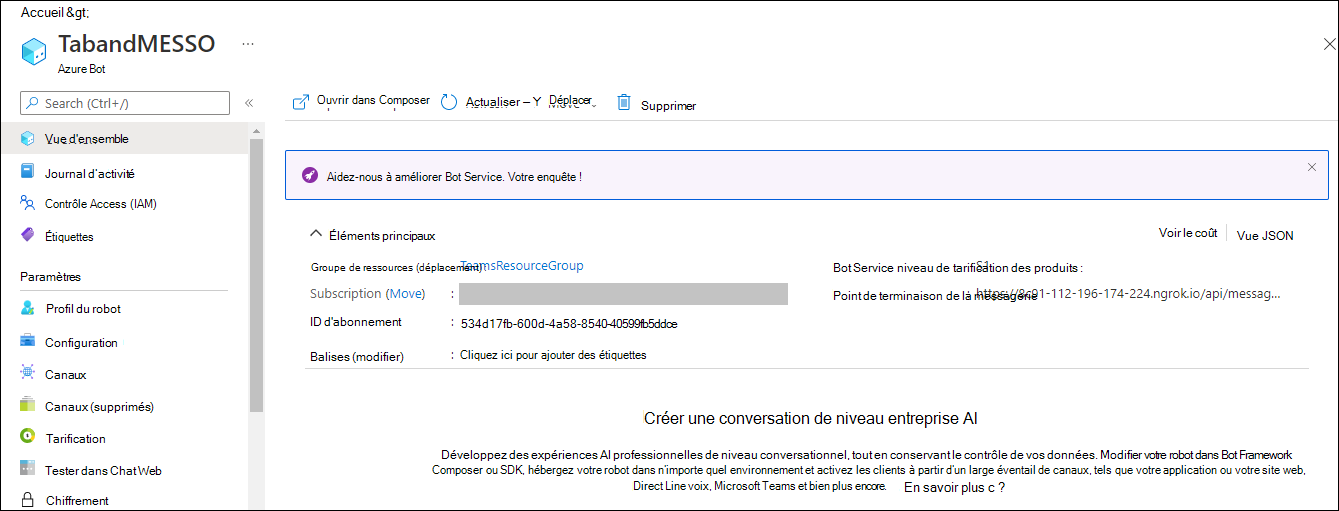 Accueil &gt;
TabandMESSO ...
Azure Bot
Search (Ctrl+/) «
Ouvrir dans Composer Actualiser – Y Déplacer Supprimer
Vue d'ensemble
Journal d'activité
Contrôle Access (IAM)
Étiquettes
Paramètres
Profil du robot
Configuration
Canaux
Canaux (supprimés)
Tarification
Tester dans Chat Web
Chiffrement
Aidez-nous à améliorer Bot Service. Votre enquête !
Éléments principaux
Voir le coût Vue JSON
Groupe de ressources (déplacement) : TeamsResourceGroup
Subscription (Move) :
ID d'abonnement : 534d17fb-600d-4a58-8540-40599fb5ddce
Balises (modifier) : Cliquez ici pour ajouter des étiquettes
Bot Service niveau de tarification des produits : S1
Point de terminaison de la messagerie : https://8c01-112-196-174-224.ngrok.io/api/messag...
Créer une conversation de niveau entreprise AI
Développez des expériences AI professionnelles de niveau conversationnel, tout en conservant le contrôle de vos données. Modifier votre robot dans Bot Framework
Composer ou SDK, hébergez votre robot dans n'importe quel environnement et activez les clients à partir d'un large éventail de canaux, tels que votre application ou votre site web,
Direct Line voix, Microsoft Teams et bien plus encore. En savoir plus c ?